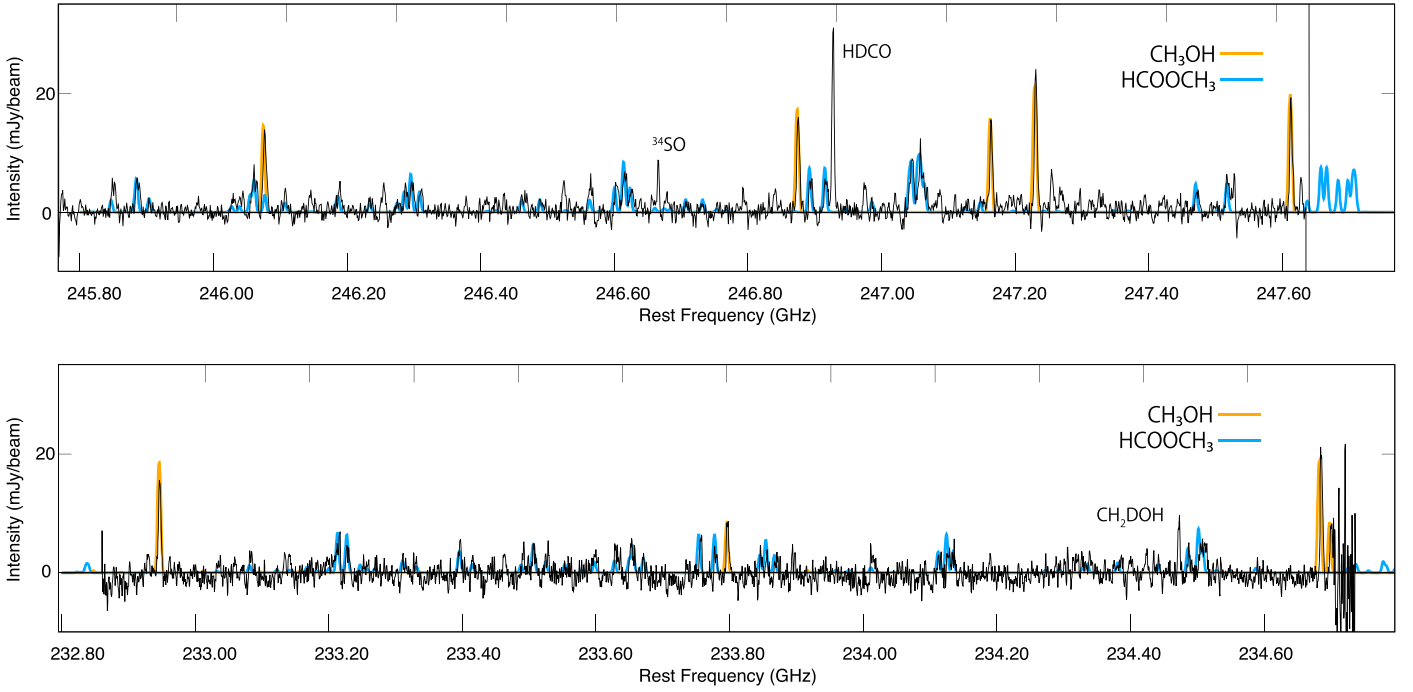 HDCO
CH₃OH
HCOOCH₃
³⁴SO
20
0
Intensity (mJy/beam)
245.80 246.00 246.20 246.40 246.60 246.80 247.00 247.20 247.40 247.60
Rest Frequency (GHz)
CH₃OH
HCOOCH₃
CH₂DOH
20
0
Intensity (mJy/beam)
232.80 233.00 233.20 233.40 233.60 233.80 234.00 234.20 234.40 234.60
Rest Frequency (GHz)